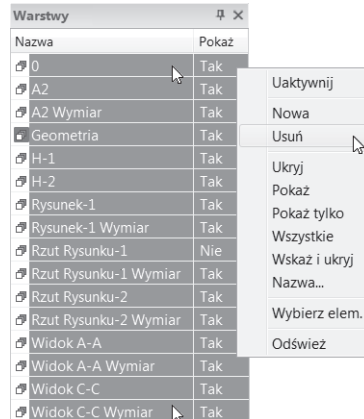 Warstwy
Nazwa Pokaż
0 Tak
A2 Tak
A2 Wymiar Tak
Geometria Tak
H-1 Tak
H-2 Tak
Rysunek-1 Tak
Rysunek-1 Wymiar Tak
Rzut Rysunku-1 Nie
Rzut Rysunku-1 Wymiar Tak
Rzut Rysunku-2 Tak
Rzut Rysunku-2 Wymiar Tak
Widok A-A Tak
Widok A-A Wymiar Tak
Widok C-C Tak
Widok C-C Wymiar Tak
Uaktywnij
Nowa
Usuń
Ukryj
Pokaż
Pokaż tylko
Wszystkie
Wskaż i ukryj
Nazwa...
Wybierz elem.
Odśwież